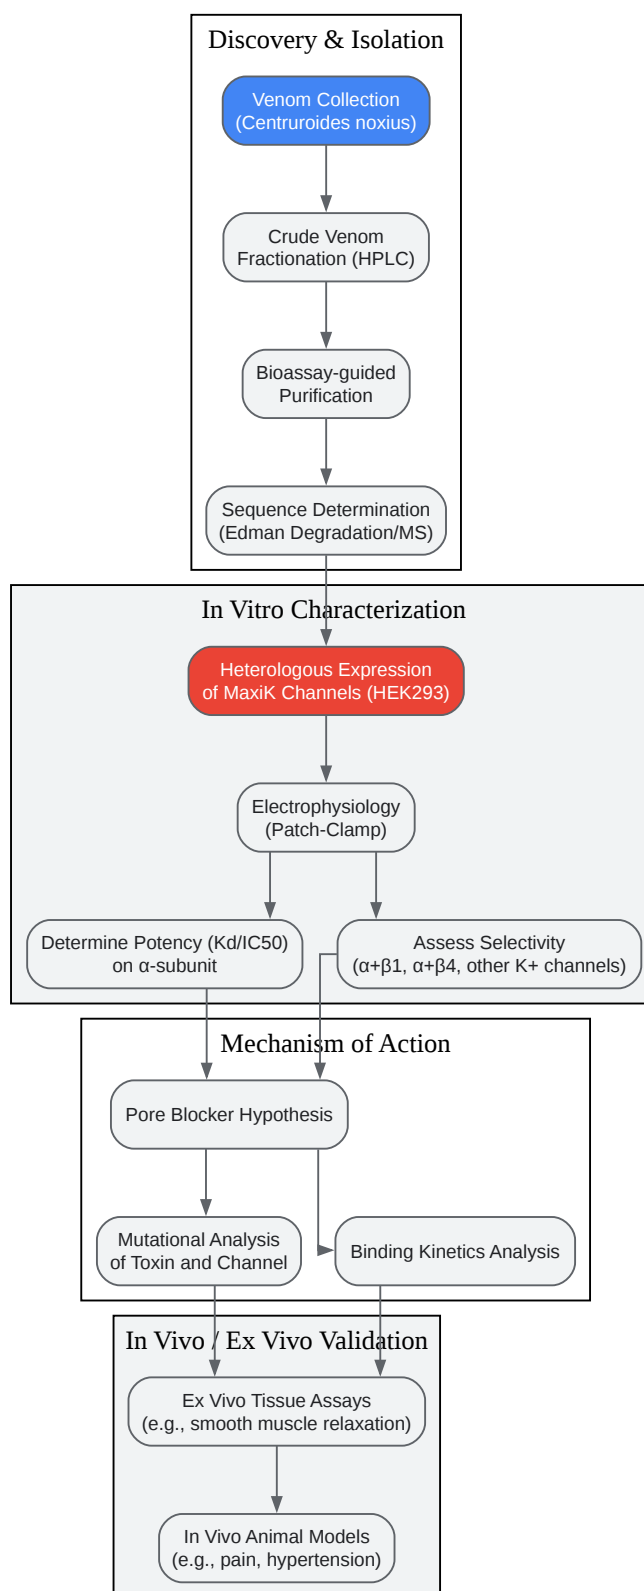 Discovery & Isolation
Venom Collection
(Centruroides noxius)
Crude Venom
Fractionation (HPLC)
Bioassay-guided
Purification
Sequence Determination
(Edman Degradation/MS)
In Vitro Characterization
Heterologous Expression
of MaxiK Channels (HEK293)
Electrophysiology
(Patch-Clamp)
Determine Potency (Kd/IC50)
on α-subunit
Assess Selectivity
(α+β1, α+β4, other K+ channels)
Mechanism of Action
Pore Blocker Hypothesis
Mutational Analysis
of Toxin and Channel
Binding Kinetics Analysis
In Vivo / Ex Vivo Validation
Ex Vivo Tissue Assays
(e.g., smooth muscle relaxation)
In Vivo Animal Models
(e.g., pain, hypertension)